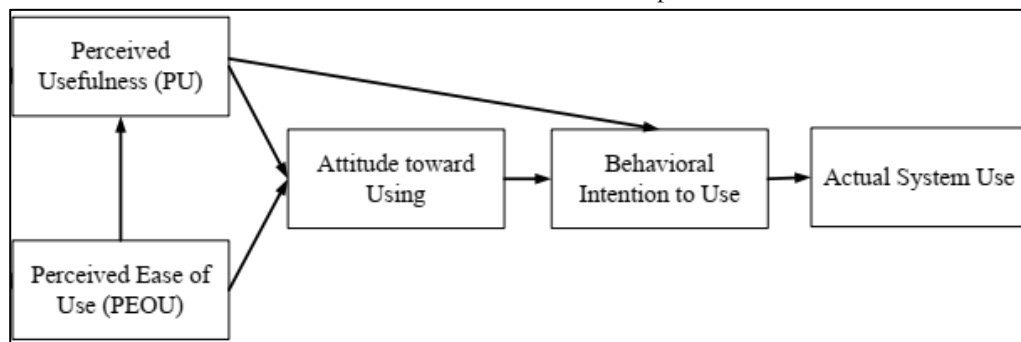 Perceived
Usefulness (PU)
Attitude toward
Using
Behavioral
Intention to Use
Actual System Use
Perceived Ease of
Use (PEOU)